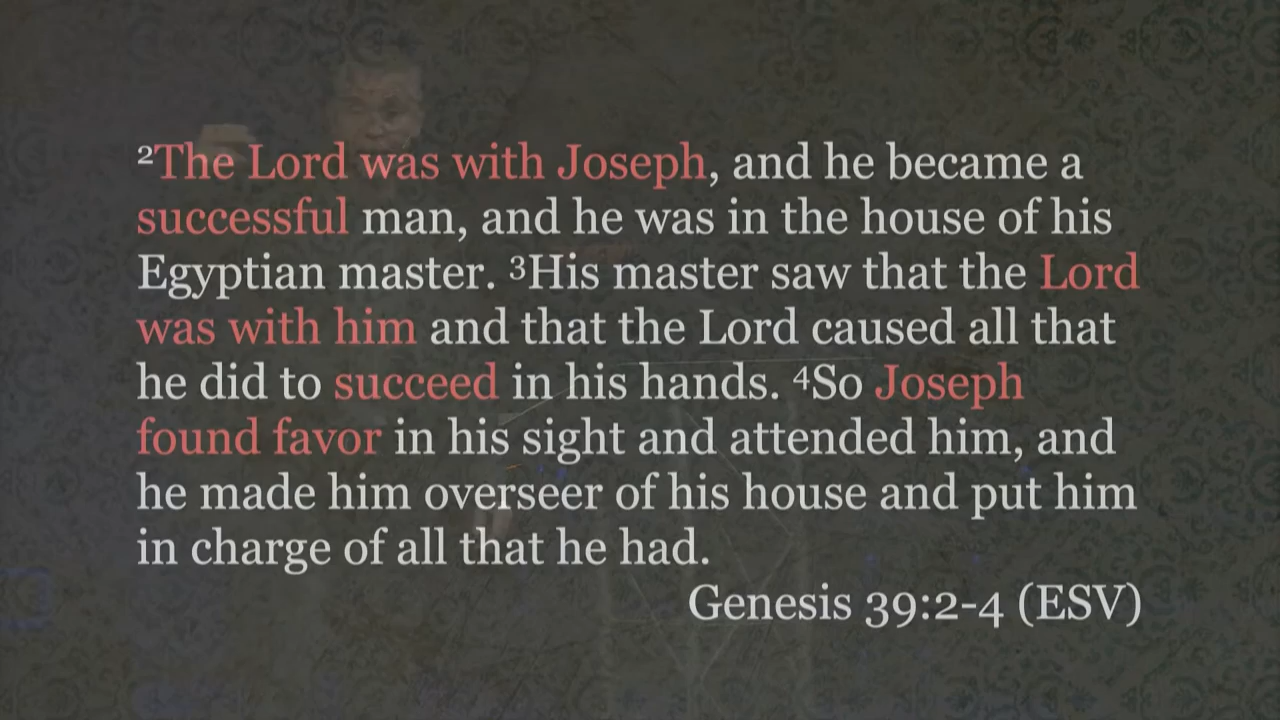 ²The Lord was with Joseph, and he became a
successful man, and he was in the house of his
Egyptian master. ³His master saw that the Lord
was with him and that the Lord caused all that
he did to succeed in his hands. ⁴So Joseph
found favor in his sight and attended him, and
he made him overseer of his house and put him
in charge of all that he had.
Genesis 39:2-4 (ESV)